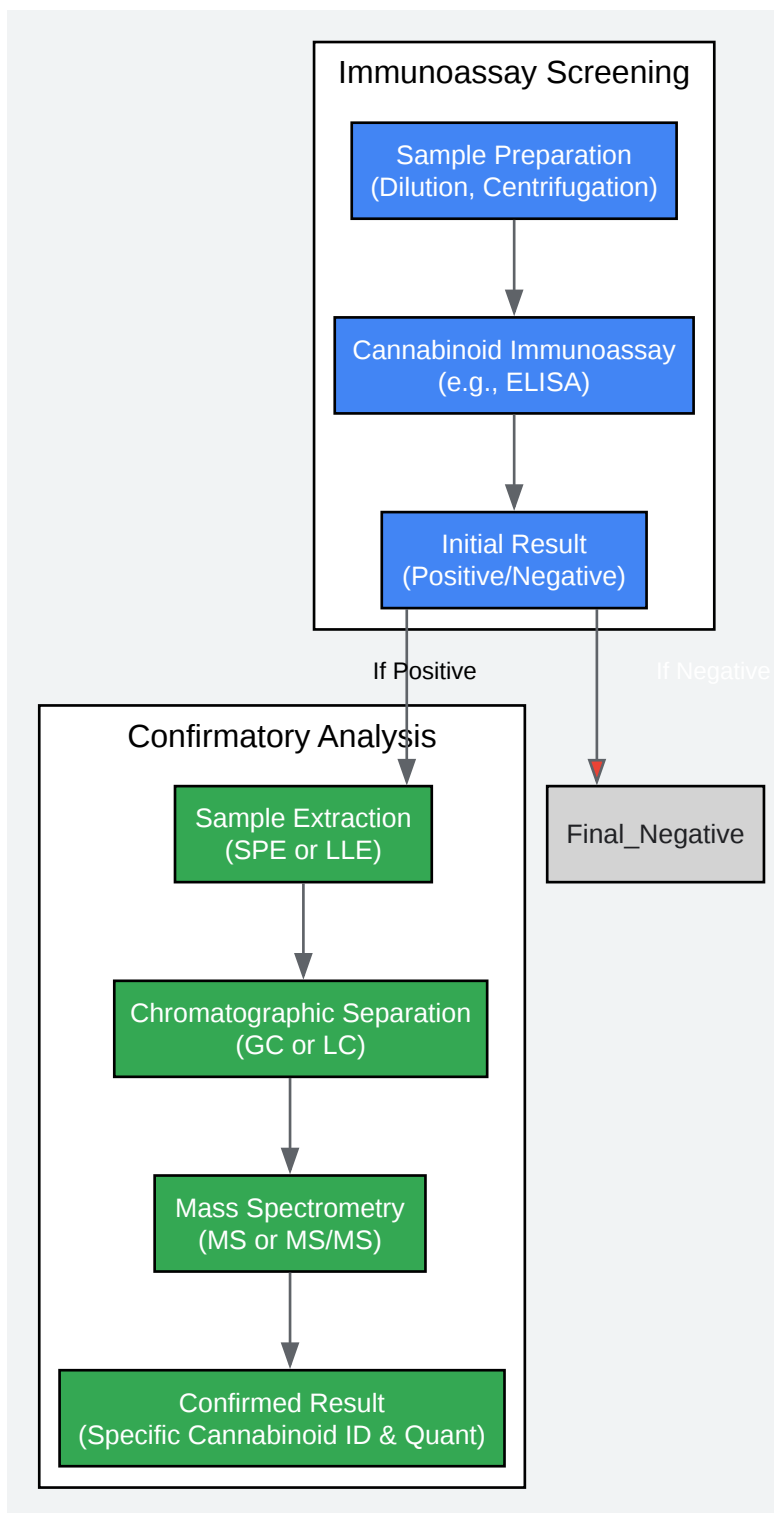 Immunoassay Screening
Sample Preparation
(Dilution, Centrifugation)
Cannabinoid Immunoassay
(e.g., ELISA)
Initial Result
(Positive/Negative)
If Positive
If Negative
Confirmatory Analysis
Sample Extraction
(SPE or LLE)
Final_Negative
Chromatographic Separation
(GC or LC)
Mass Spectrometry
(MS or MS/MS)
Confirmed Result
(Specific Cannabinoid ID & Quant)